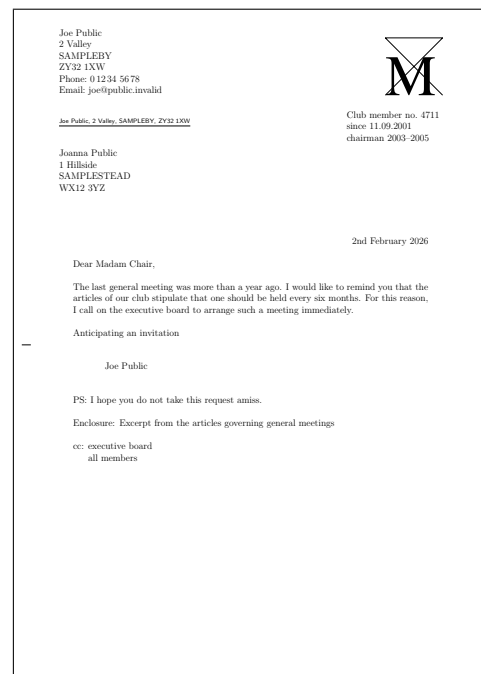 Joe Public
2 Valley
SAMPLEBY
ZY32 1XW
Phone: 0 12 34 56 78
Email: joe@public.invalid
M
Club member no. 4711
since 11.09.2001
chairman 2003–2005
Joe Public, 2 Valley, SAMPLEBY, ZY32 1XW
Joanna Public
1 Hillside
SAMPLESTEAD
WX12 3YZ
2nd February 2026
Dear Madam Chair,
The last general meeting was more than a year ago. I would like to remind you that the
articles of our club stipulate that one should be held every six months. For this reason,
I call on the executive board to arrange such a meeting immediately.
Anticipating an invitation
Joe Public
PS: I hope you do not take this request amiss.
Enclosure: Excerpt from the articles governing general meetings
cc: executive board
all members